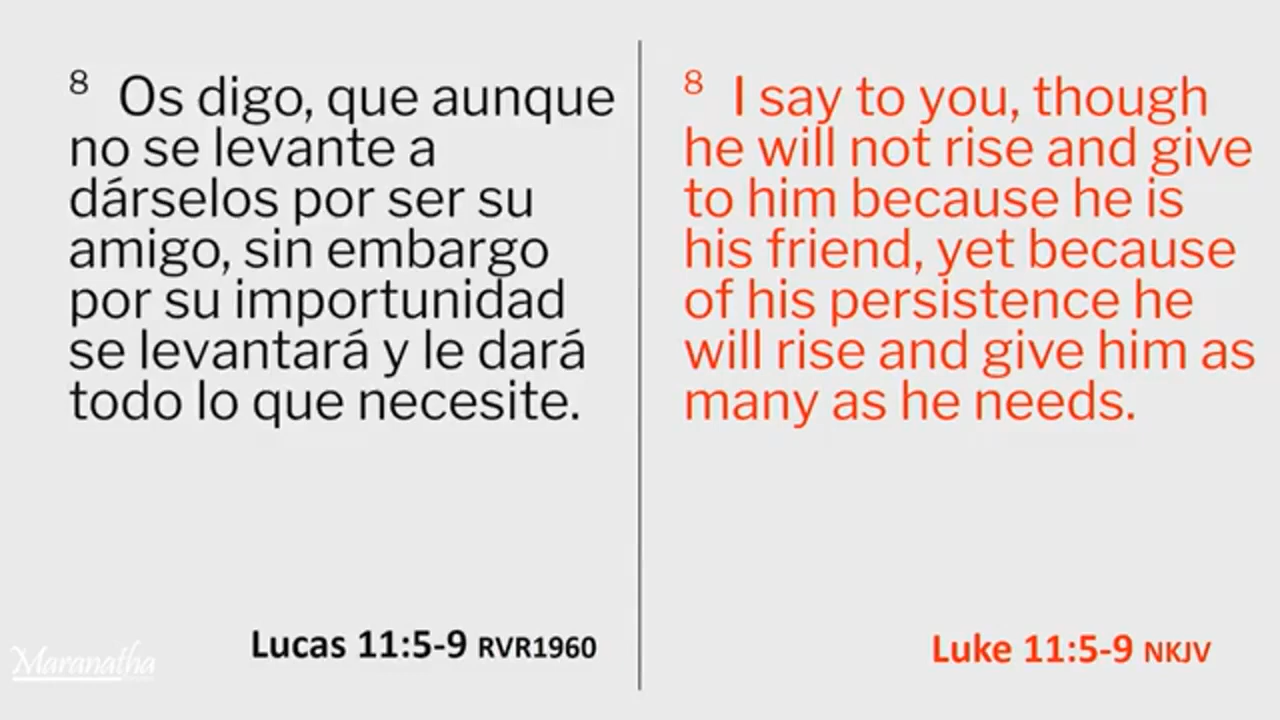 8 Os digo, que aunque
no se levante a
dárselos por ser su
amigo, sin embargo
por su importunidad
se levantará y le dará
todo lo que necesite.
Lucas 11:5-9 RVR1960
8 I say to you, though
he will not rise and give
to him because he is
his friend, yet because
of his persistence he
will rise and give him as
many as he needs.
Luke 11:5-9 NKJV
Maranatha